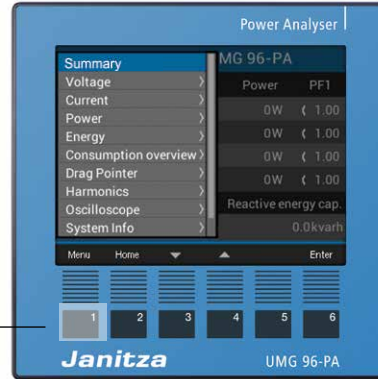 Power Analyser
Summary
MG 96-PA
Voltage
Power PF1
Current
Power
0W 1.00
Energy
0W 1.00
Consumption overview
0W 1.00
Drag Pointer
0W 1.00
Harmonics
Oscilloscope
Reactive energy cap.
System Info
0.0kvarh
Menu Home Enter
1 2 3 4 5 6
Janitza UMG 96-PA